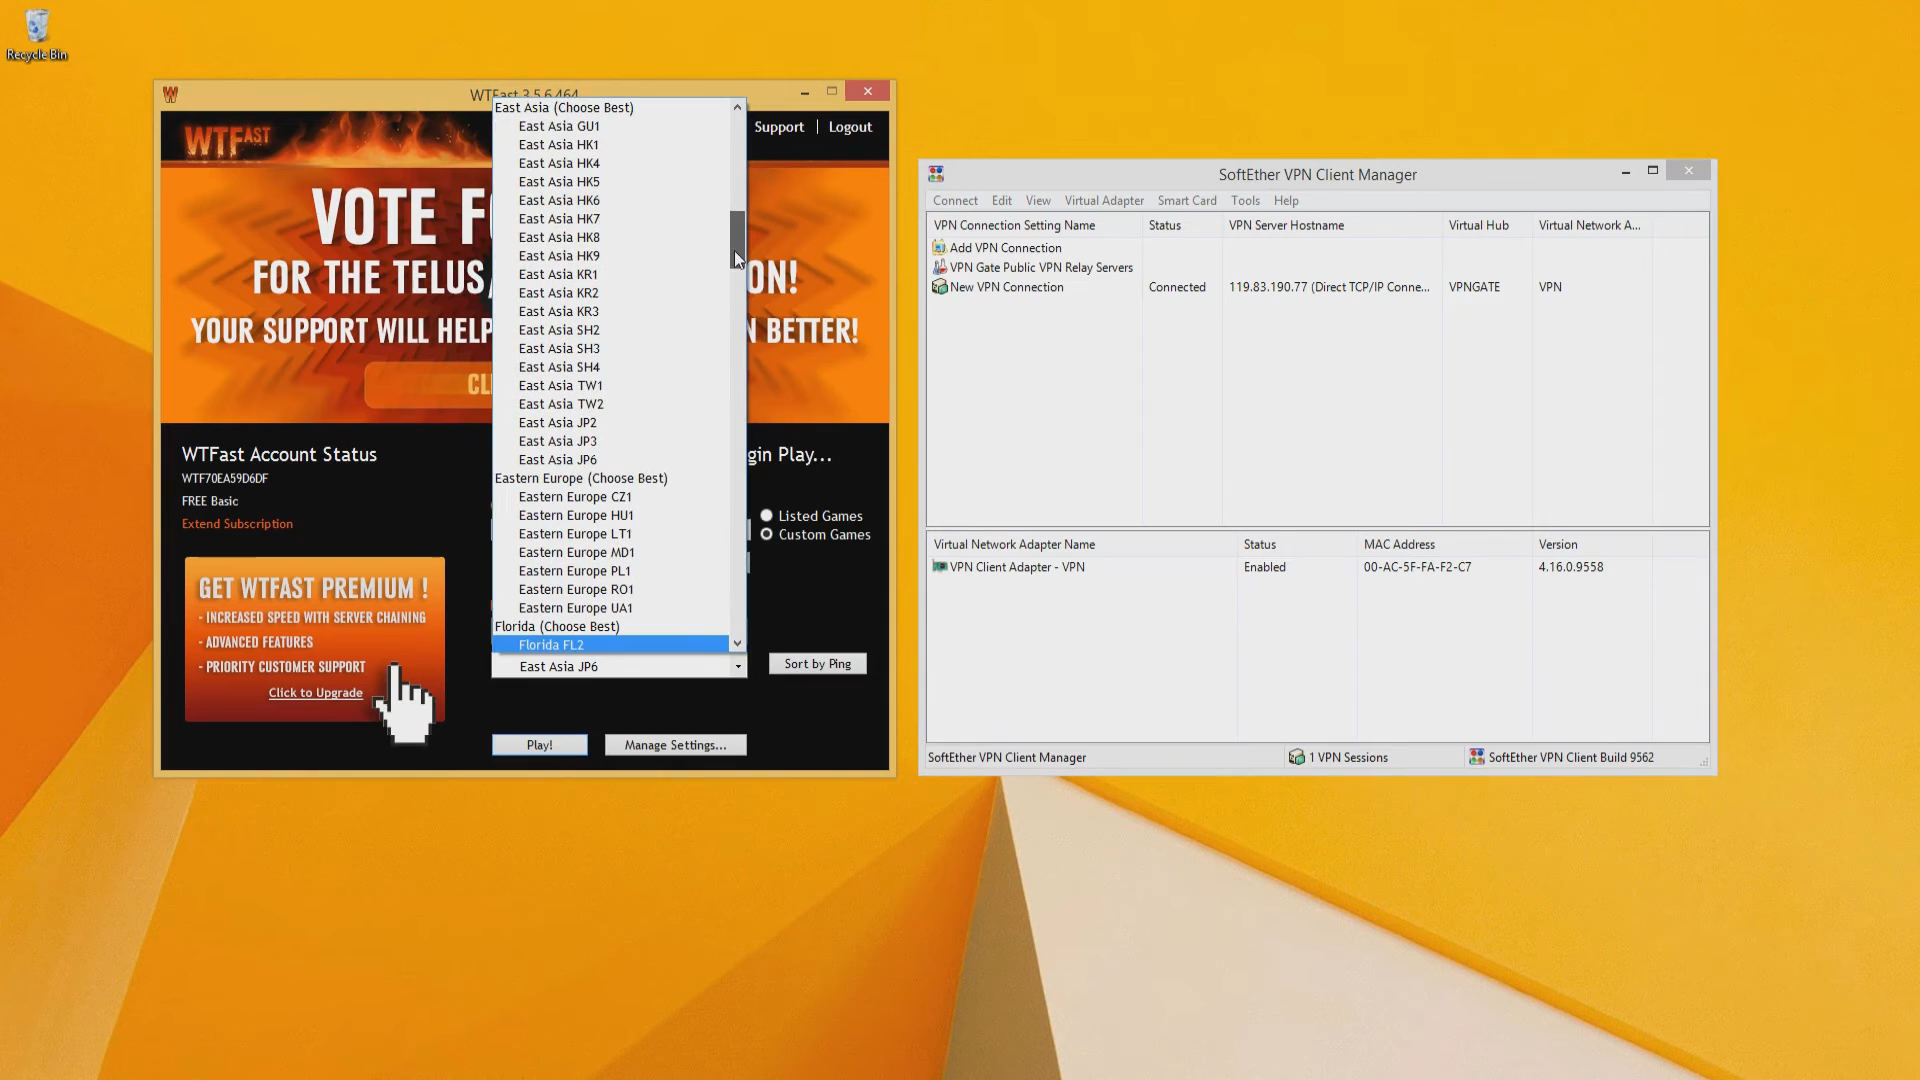 Recycle Bin
WTFast 3.5.6.464
WTFAST
Support | Logout
VOTE F
FOR THE TELUS
ON!
YOUR SUPPORT WILL HELP
N BETTER!
East Asia (Choose Best)
East Asia GU1
East Asia HK1
East Asia HK4
East Asia HK5
East Asia HK6
East Asia HK7
East Asia HK8
East Asia HK9
East Asia KR1
East Asia KR2
East Asia KR3
East Asia SH2
East Asia SH3
East Asia SH4
East Asia TW1
East Asia TW2
East Asia JP2
East Asia JP3
East Asia JP6
Eastern Europe (Choose Best)
Eastern Europe CZ1
Eastern Europe HU1
Eastern Europe LT1
Eastern Europe MD1
Eastern Europe PL1
Eastern Europe RO1
Eastern Europe UA1
Florida (Choose Best)
Florida FL2
East Asia JP6
WTFast Account Status
WTF70EA59D6DF
FREE Basic
Extend Subscription
GET WTFAST PREMIUM !
- INCREASED SPEED WITH SERVER CHAINING
- ADVANCED FEATURES
- PRIORITY CUSTOMER SUPPORT
Click to Upgrade
gin Play...
Listed Games
Custom Games
Sort by Ping
Play!
Manage Settings...
SoftEther VPN Client Manager
Connect Edit View Virtual Adapter Smart Card Tools Help
VPN Connection Setting Name Status VPN Server Hostname Virtual Hub Virtual Network A...
Add VPN Connection
VPN Gate Public VPN Relay Servers
New VPN Connection Connected 119.83.190.77 (Direct TCP/IP Conne... VPNGATE VPN
Virtual Network Adapter Name Status MAC Address Version
VPN Client Adapter - VPN Enabled 00-AC-5F-FA-F2-C7 4.16.0.9558
SoftEther VPN Client Manager 1 VPN Sessions SoftEther VPN Client Build 9562